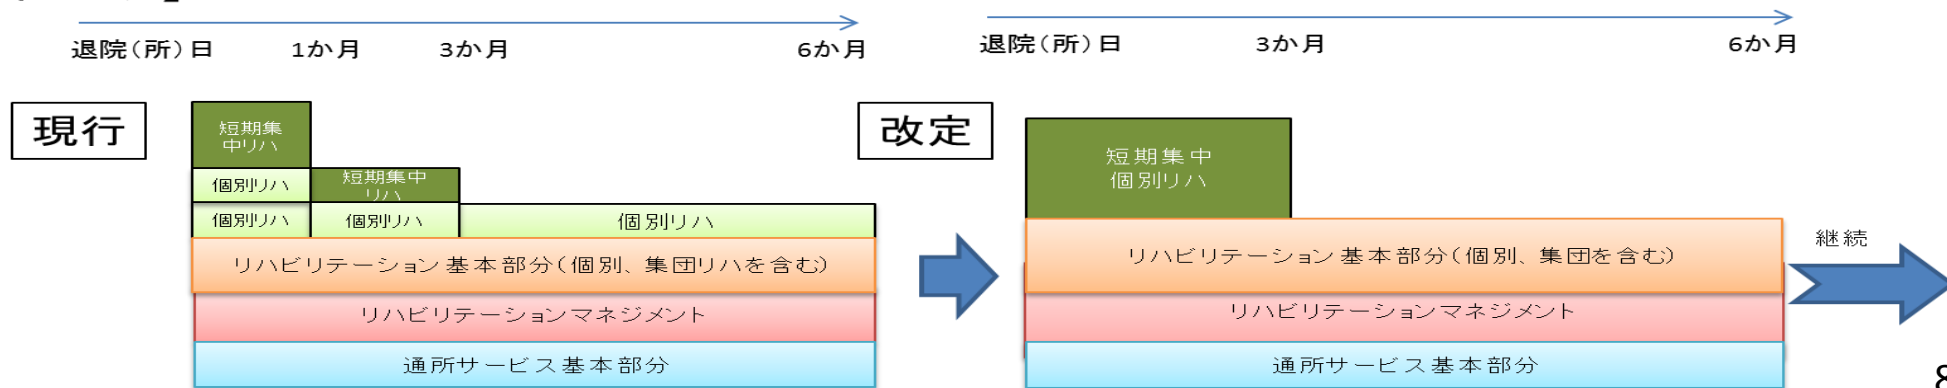 退院(所)日 1か月 3か月 6か月
現行
短期集
中リハ
個別リハ
短期集中
リハ
個別リハ
個別リハ
個別リハ
リハビリテーション基本部分(個別、集団リハを含む)
リハビリテーションマネジメント
通所サービス基本部分
退院(所)日 3か月 6か月
改定
短期集中
個別リハ
リハビリテーション基本部分(個別、集団を含む)
リハビリテーションマネジメント
通所サービス基本部分
継続